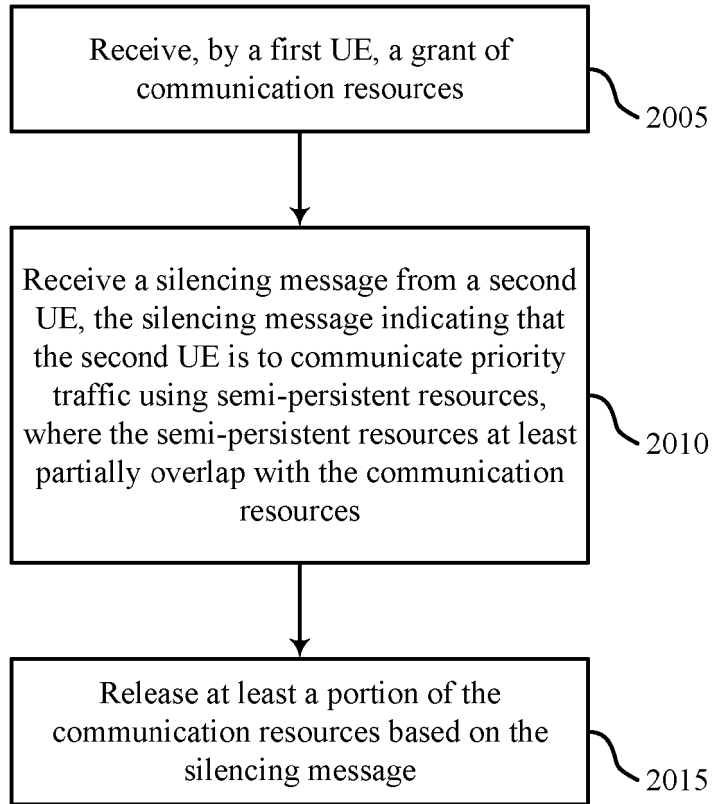 Receive, by a first UE, a grant of
communication resources
2005
Receive a silencing message from a second
UE, the silencing message indicating that
the second UE is to communicate priority
traffic using semi-persistent resources,
where the semi-persistent resources at least
partially overlap with the communication
resources
2010
Release at least a portion of the
communication resources based on the
silencing message
2015